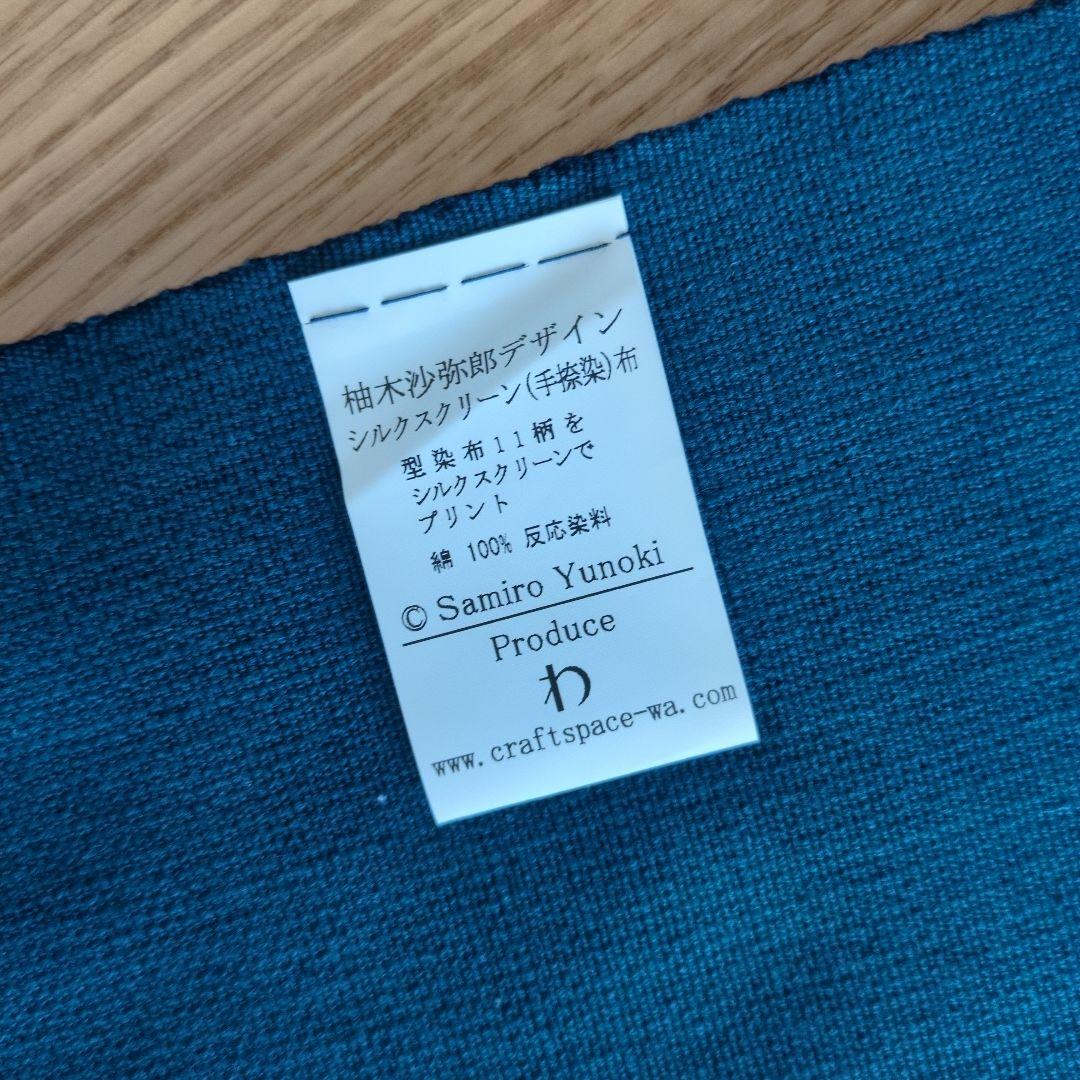 柚木沙弥郎デザイン
シルクスクリーン(手捺染)布
型染布11柄を
シルクスクリーンで
プリント
綿 100% 反応染料
© Samiro Yunoki
Produce
わ
www.craftspace-wa.com